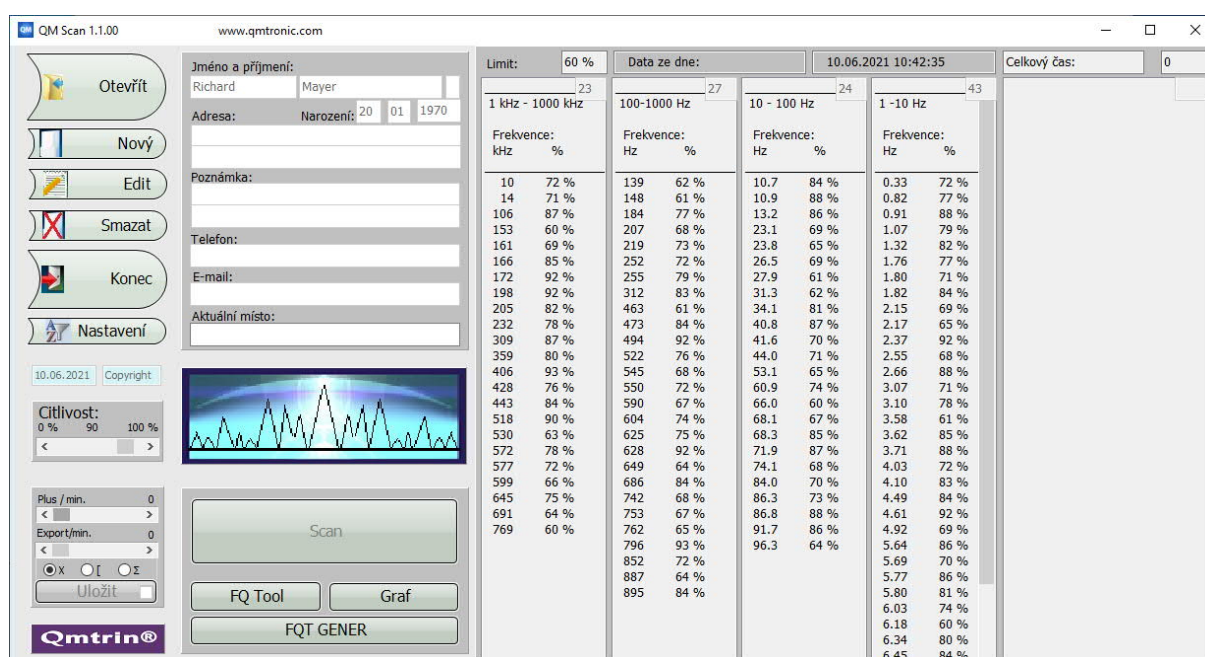 QM Scan 1.1.00 www.qmtronic.com
Otevřít
Nový
Edit
Smazat
Konec
Nastavení
10.06.2021 Copyright
Citlivost:
0 % 90 100 %
Plus / min. 0
Export/min. 0
X [ Σ
Uložit
Qmtrin®
Jméno a příjmení:
Richard Mayer
Adresa: Narození: 20 01 1970
Poznámka:
Telefon:
E-mail:
Aktuální místo:
Scan
FQ Tool Graf
FQT GENER
Limit: 60 % Data ze dne: 10.06.2021 10:42:35 Celkový čas: 0
23
1 kHz - 1000 kHz
Frekvence:
kHz %
10 72 %
14 71 %
106 87 %
153 60 %
161 69 %
166 85 %
172 92 %
198 92 %
205 82 %
232 78 %
309 87 %
359 80 %
406 93 %
428 76 %
443 84 %
518 90 %
530 63 %
572 78 %
577 72 %
599 66 %
645 75 %
691 64 %
769 60 %
27
100-1000 Hz
Frekvence:
Hz %
139 62 %
148 61 %
184 77 %
207 68 %
219 73 %
252 72 %
255 79 %
312 83 %
463 61 %
473 84 %
494 92 %
522 76 %
545 68 %
550 72 %
590 67 %
604 74 %
625 75 %
628 92 %
649 64 %
686 84 %
742 68 %
753 67 %
762 65 %
796 93 %
852 72 %
887 64 %
895 84 %
24
10 - 100 Hz
Frekvence:
Hz %
10.7 84 %
10.9 88 %
13.2 86 %
23.1 69 %
23.8 65 %
26.5 69 %
27.9 61 %
31.3 62 %
34.1 81 %
40.8 87 %
41.6 70 %
44.0 71 %
53.1 65 %
60.9 74 %
66.0 60 %
68.1 67 %
68.3 85 %
71.9 87 %
74.1 68 %
84.0 70 %
86.3 73 %
86.8 88 %
91.7 86 %
96.3 64 %
43
1 -10 Hz
Frekvence:
Hz %
0.33 72 %
0.82 77 %
0.91 88 %
1.07 79 %
1.32 82 %
1.76 77 %
1.80 71 %
1.82 84 %
2.15 69 %
2.17 65 %
2.37 92 %
2.55 68 %
2.66 88 %
3.07 71 %
3.10 78 %
3.58 61 %
3.62 85 %
3.71 88 %
4.03 72 %
4.10 83 %
4.49 84 %
4.61 92 %
4.92 69 %
5.64 86 %
5.69 70 %
5.77 86 %
5.80 81 %
6.03 74 %
6.18 60 %
6.34 80 %
6.45 84 %